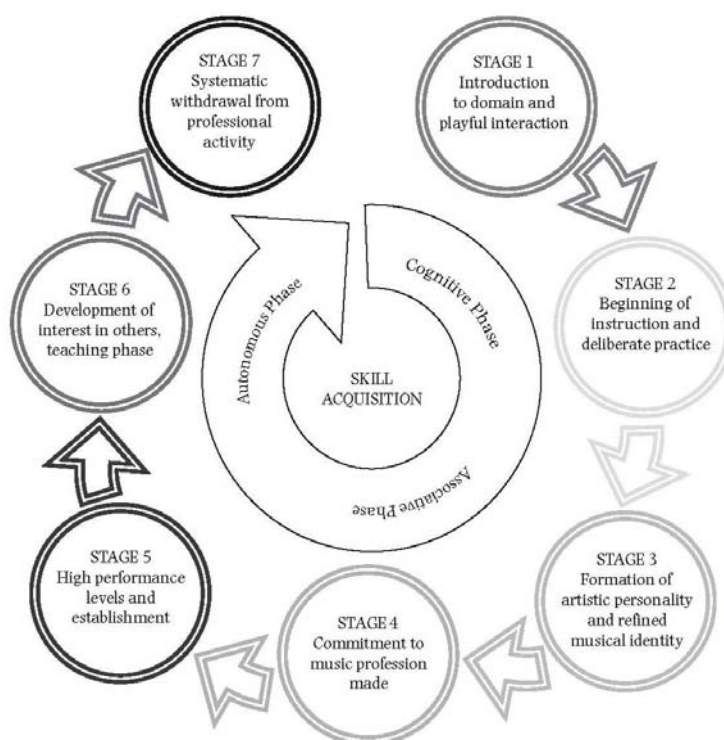 STAGE 1
Introduction
to domain and
playful interaction
STAGE 2
Beginning of
instruction and
deliberate practice
STAGE 3
Formation of
artistic personality
and refined
musical identity
STAGE 4
Commitment to
music profession
made
STAGE 5
High performance
levels and
establishment
STAGE 6
Development of
interest in others,
teaching phase
STAGE 7
Systematic
withdrawal from
professional
activity
Cognitive Phase
Associative Phase
Autonomous Phase
SKILL
ACQUISITION